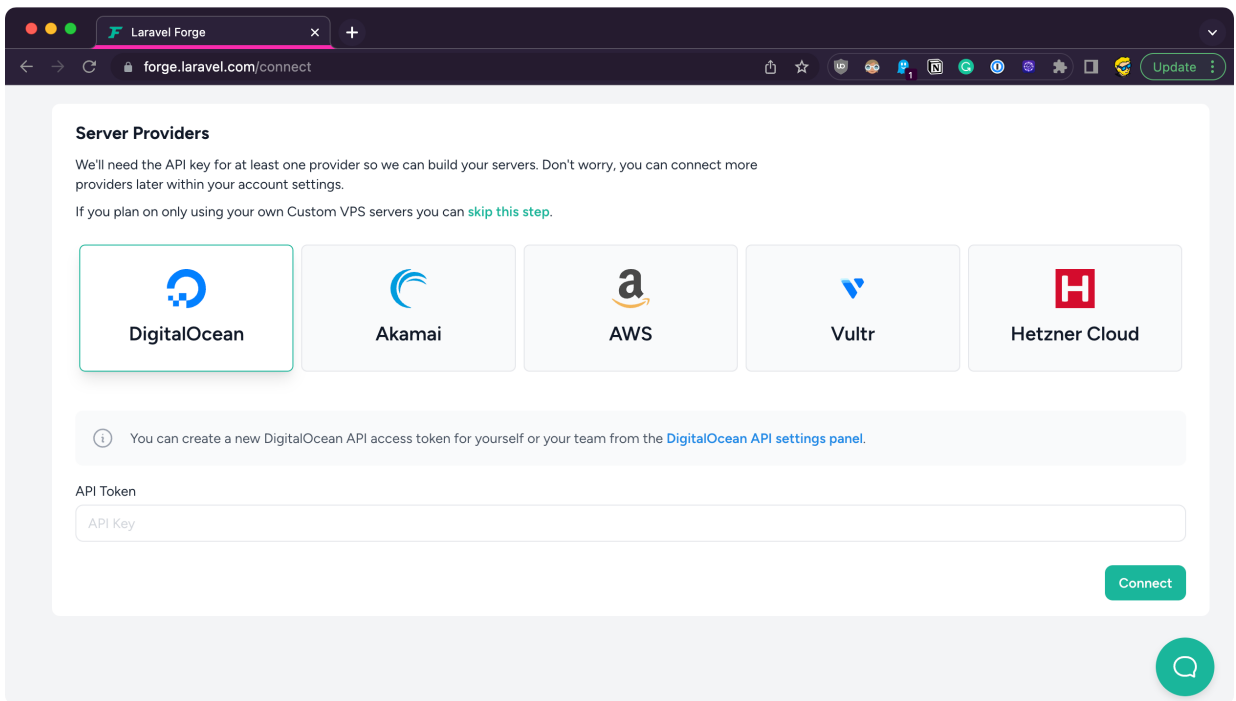 Laravel Forge
forge.laravel.com/connect
1
Update
Server Providers
We'll need the API key for at least one provider so we can build your servers. Don't worry, you can connect more
providers later within your account settings.
If you plan on only using your own Custom VPS servers you can skip this step.
DigitalOcean
a
Akamai
AWS
Vultr
H
Hetzner Cloud
You can create a new DigitalOcean API access token for yourself or your team from the DigitalOcean API settings panel.
API Token
API Key
Connect